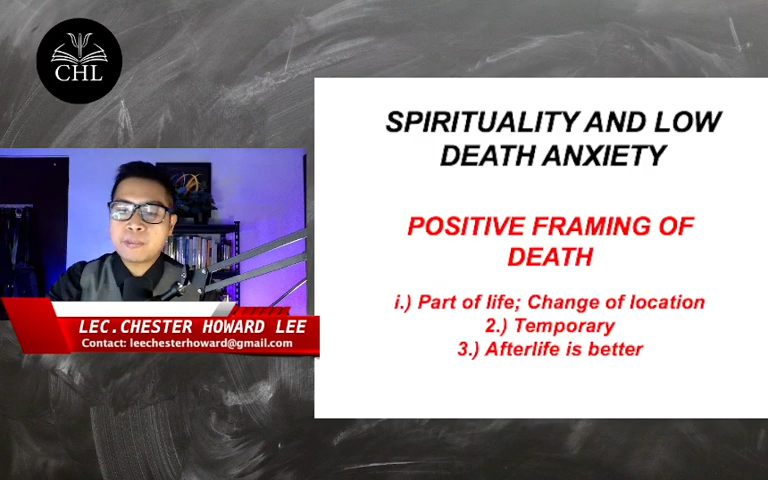 CHL
SPIRITUALITY AND LOW
DEATH ANXIETY
POSITIVE FRAMING OF
DEATH
i.) Part of life; Change of location
2.) Temporary
3.) Afterlife is better
LEC.CHESTER HOWARD LEE
Contact: leechesterhoward@gmail.com